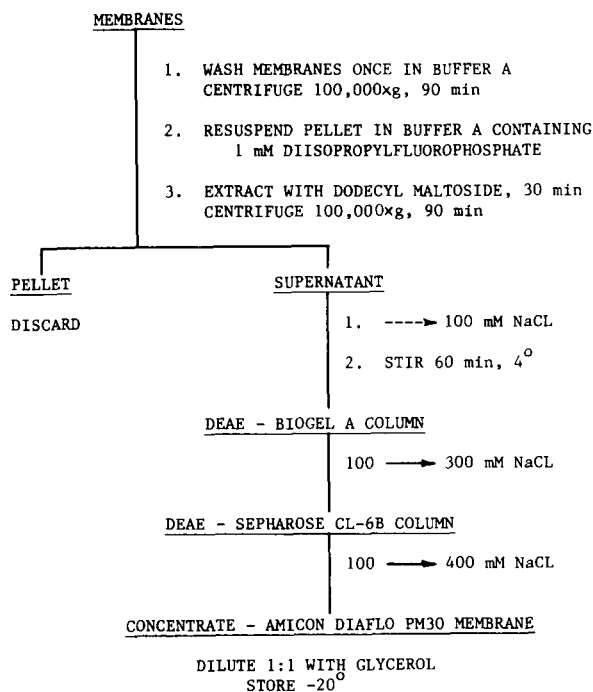 MEMBRANES
1. WASH MEMBRANES ONCE IN BUFFER A
CENTRIFUGE 100,000xg, 90 min
2. RESUSPEND PELLET IN BUFFER A CONTAINING
1 mM DIISOPROPYLFLUOROPHOSPHATE
3. EXTRACT WITH DODECYL MALTOSIDE, 30 min
CENTRIFUGE 100,000xg, 90 min
PELLET
DISCARD
SUPERNATANT
1. ----► 100 mM NaCL
2. STIR 60 min, 4°
DEAE - BIOGEL A COLUMN
100 ──► 300 mM NaCL
DEAE - SEPHAROSE CL-6B COLUMN
100 ──► 400 mM NaCL
CONCENTRATE - AMICON DIAFLO PM30 MEMBRANE
DILUTE 1:1 WITH GLYCEROL
STORE -20°